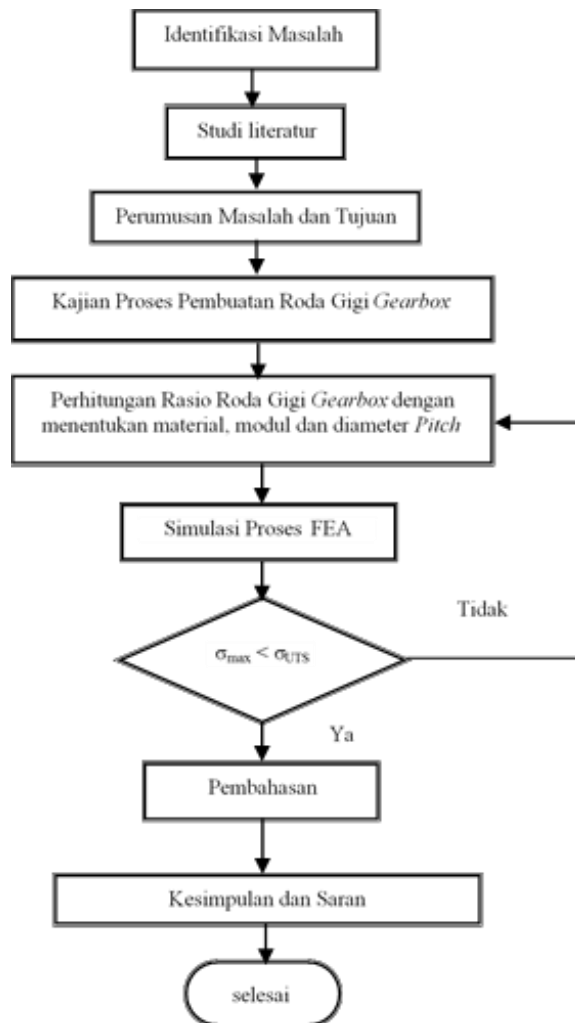 Identifikasi Masalah
Studi literatur
Perumusan Masalah dan Tujuan
Kajian Proses Pembuatan Roda Gigi Gearbox
Perhitungan Rasio Roda Gigi Gearbox dengan
menentukan material, modul dan diameter Pitch
Simulasi Proses FEA
Tidak
σmax < σUTS
Ya
Pembahasan
Kesimpulan dan Saran
selesai